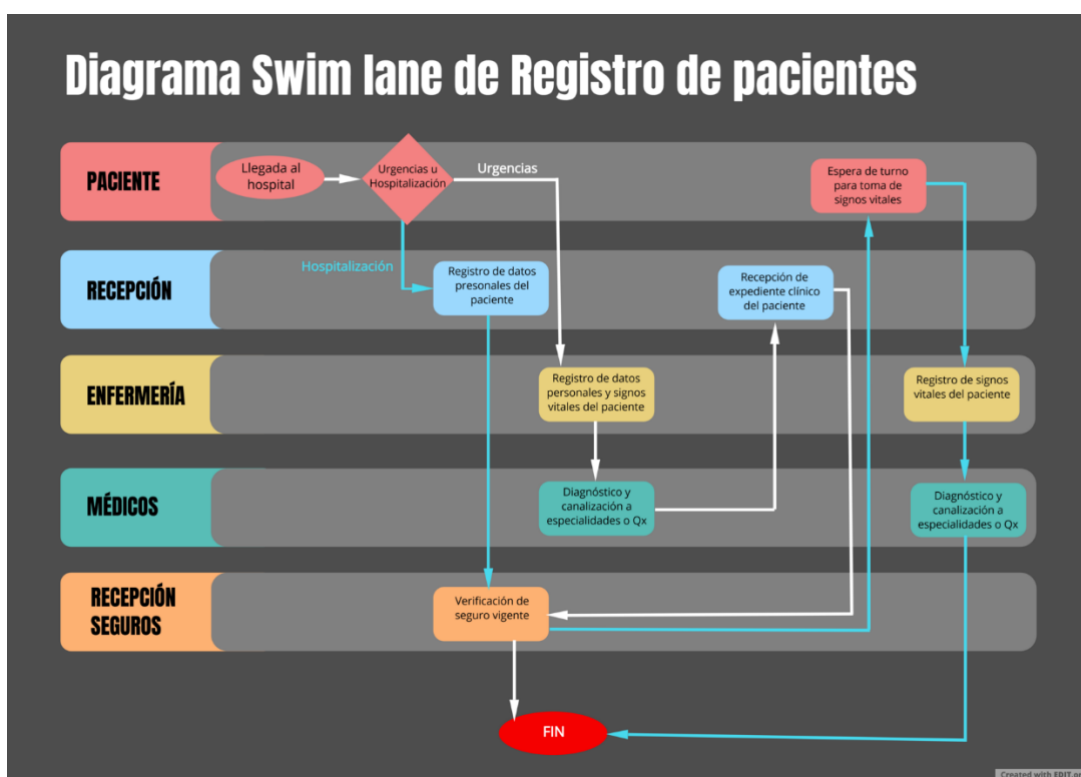 Diagrama Swim lane de Registro de pacientes
PACIENTE
Llegada al
hospital
Urgencias u
Hospitalización
Urgencias
Espera de turno
para toma de
signos vitales
RECEPCIÓN
Hospitalización
Registro de datos
presonales del
paciente
Recepción de
expediente clínico
del paciente
ENFERMERÍA
Registro de datos
personales y signos
vitales del paciente
Registro de signos
vitales del paciente
MÉDICOS
Diagnóstico y
canalización a
especialidades o Qx
Diagnóstico y
canalización a
especialidades o Qx
RECEPCIÓN
SEGUROS
Verificación de
seguro vigente
FIN
Created with EDIT.o